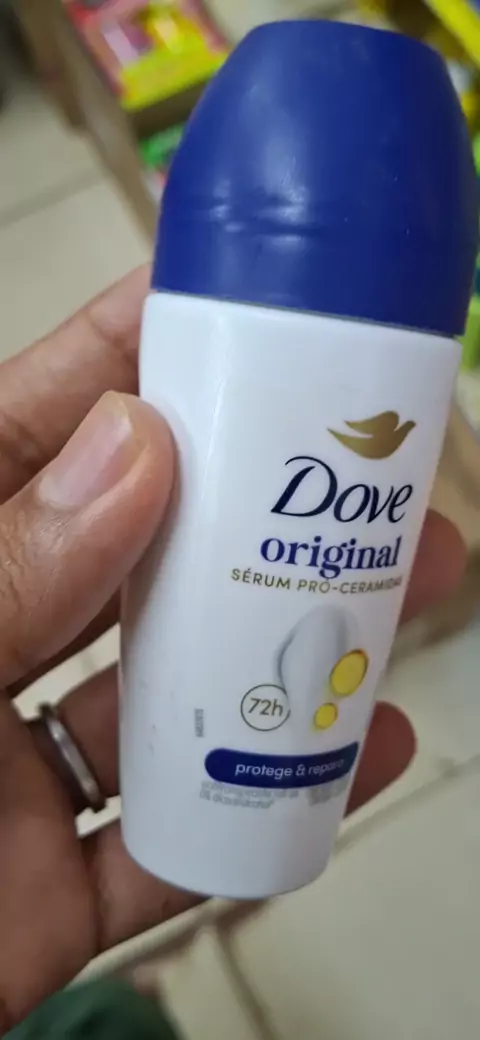 Dove
original
SÉRUM PRÓ-CERAMIDAS
72h
protege & repara